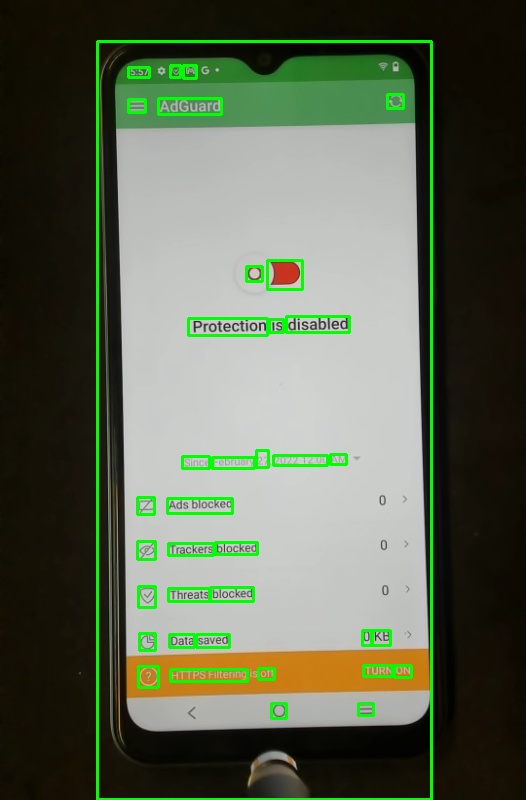 5:57 G
AdGuard
Protection is disabled
Since February 27, 2022 12:00 AM
Ads blocked 0
Trackers blocked 0
Threats blocked 0
Data saved 0 KB
HTTPS Filtering is off TURN ON